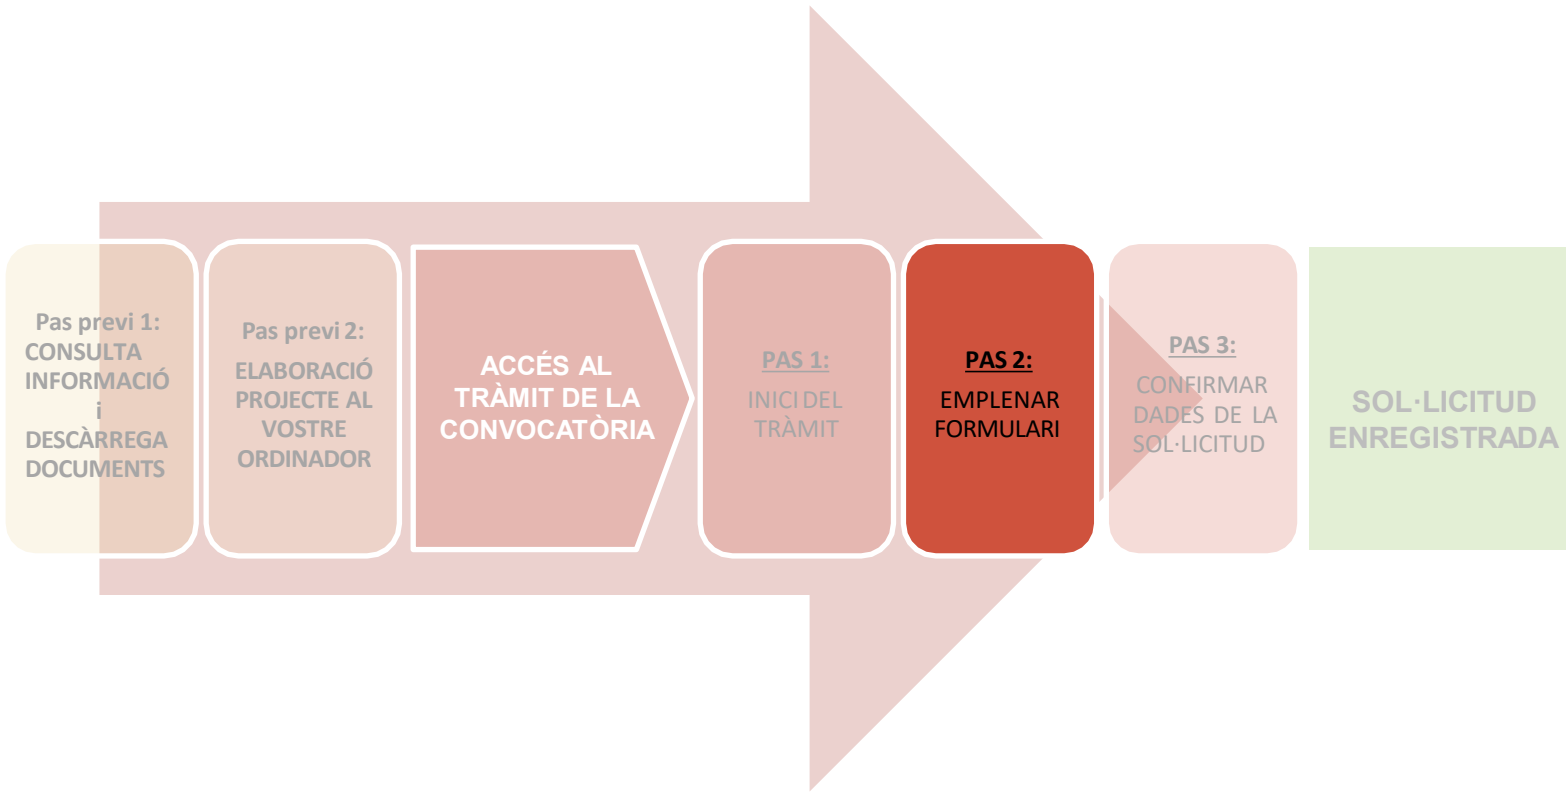 Pas previ 1:
CONSULTA
INFORMACIÓ
i
DESCÀRREGA
DOCUMENTS
Pas previ 2:
ELABORACIÓ
PROJECTE AL
VOSTRE
ORDINADOR
ACCÉS AL
TRÀMIT DE LA
CONVOCATÒRIA
PAS 1:
INICI DEL
TRÀMIT
PAS 2:
EMPLENAR
FORMULARI
PAS 3:
CONFIRMAR
DADES DE LA
SOL·LICITUD
SOL·LICITUD
ENREGISTRADA